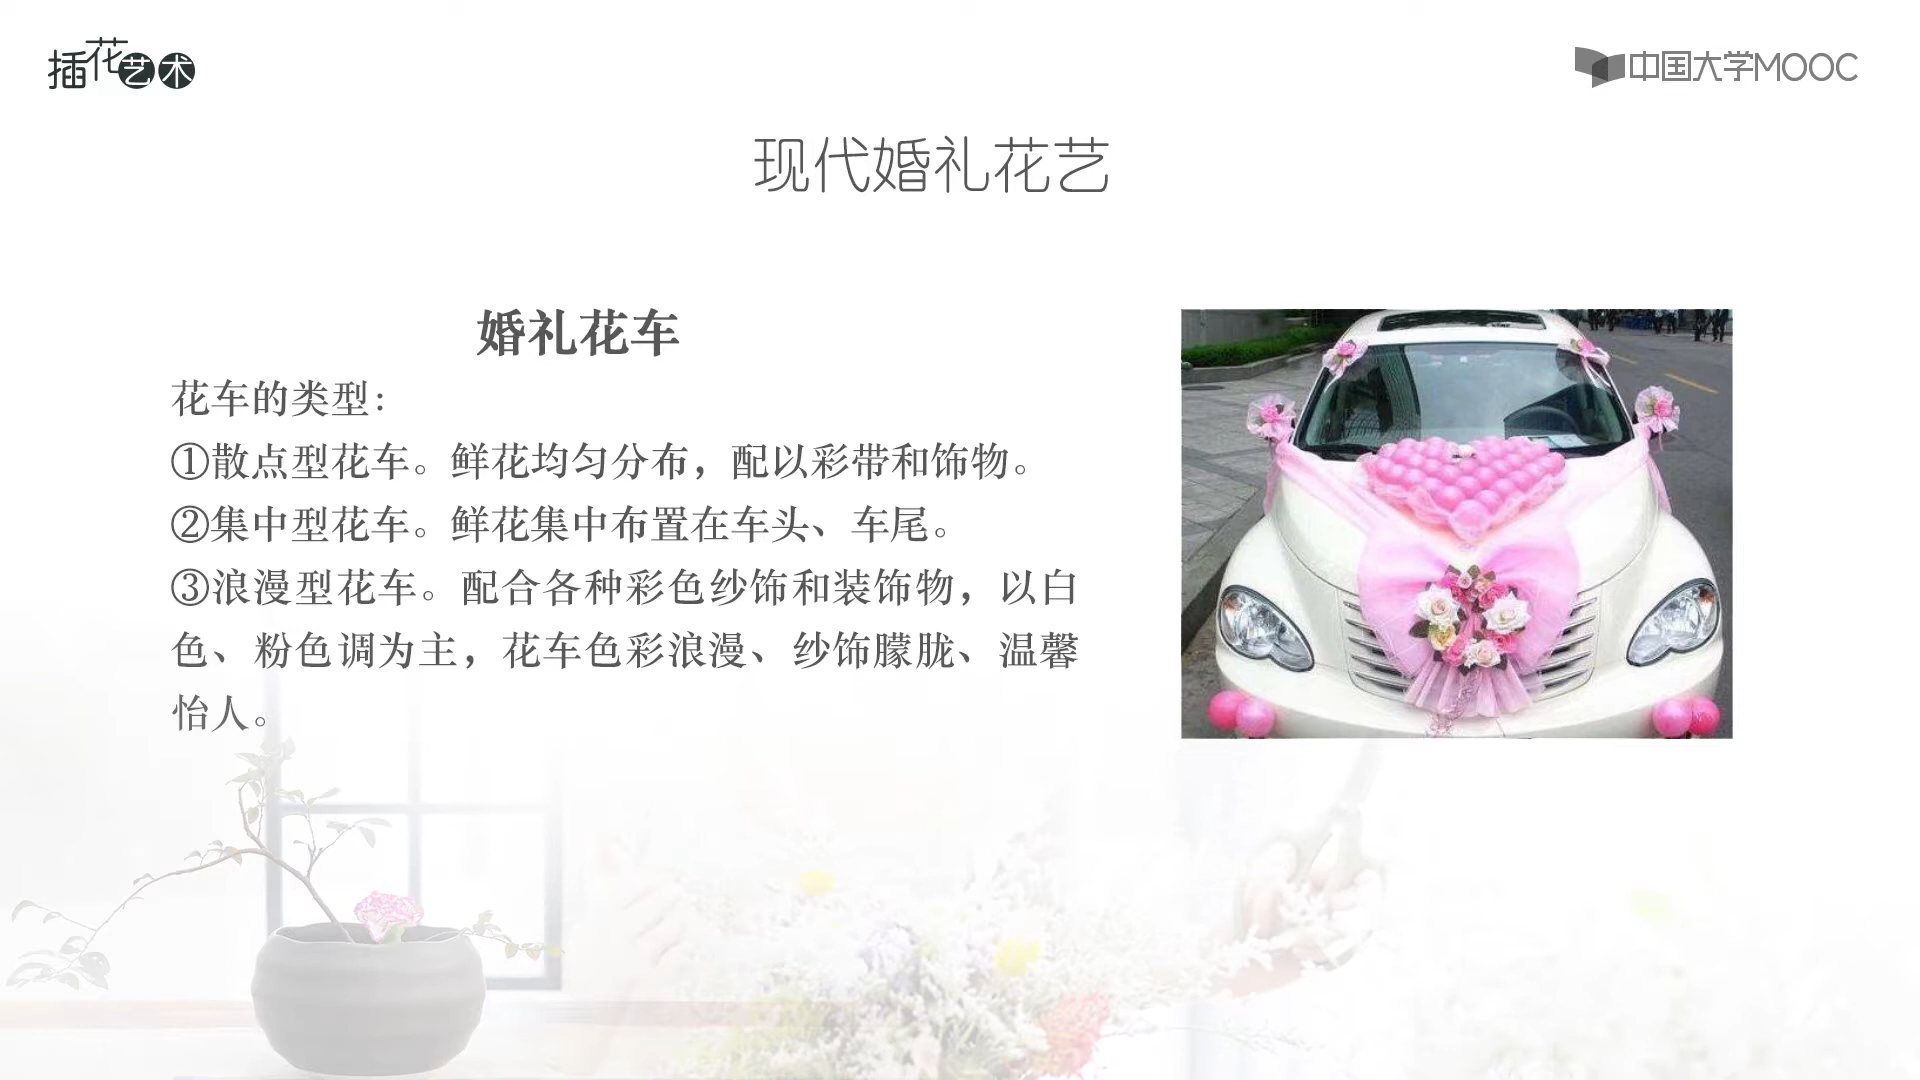 插花艺术
中国大学MOOC
现代婚礼花艺
婚礼花车
花车的类型：
①散点型花车。鲜花均匀分布，配以彩带和饰物。
②集中型花车。鲜花集中布置在车头、车尾。
③浪漫型花车。配合各种彩色纱饰和装饰物，以白
色、粉色调为主，花车色彩浪漫、纱饰朦胧、温馨
怡人。